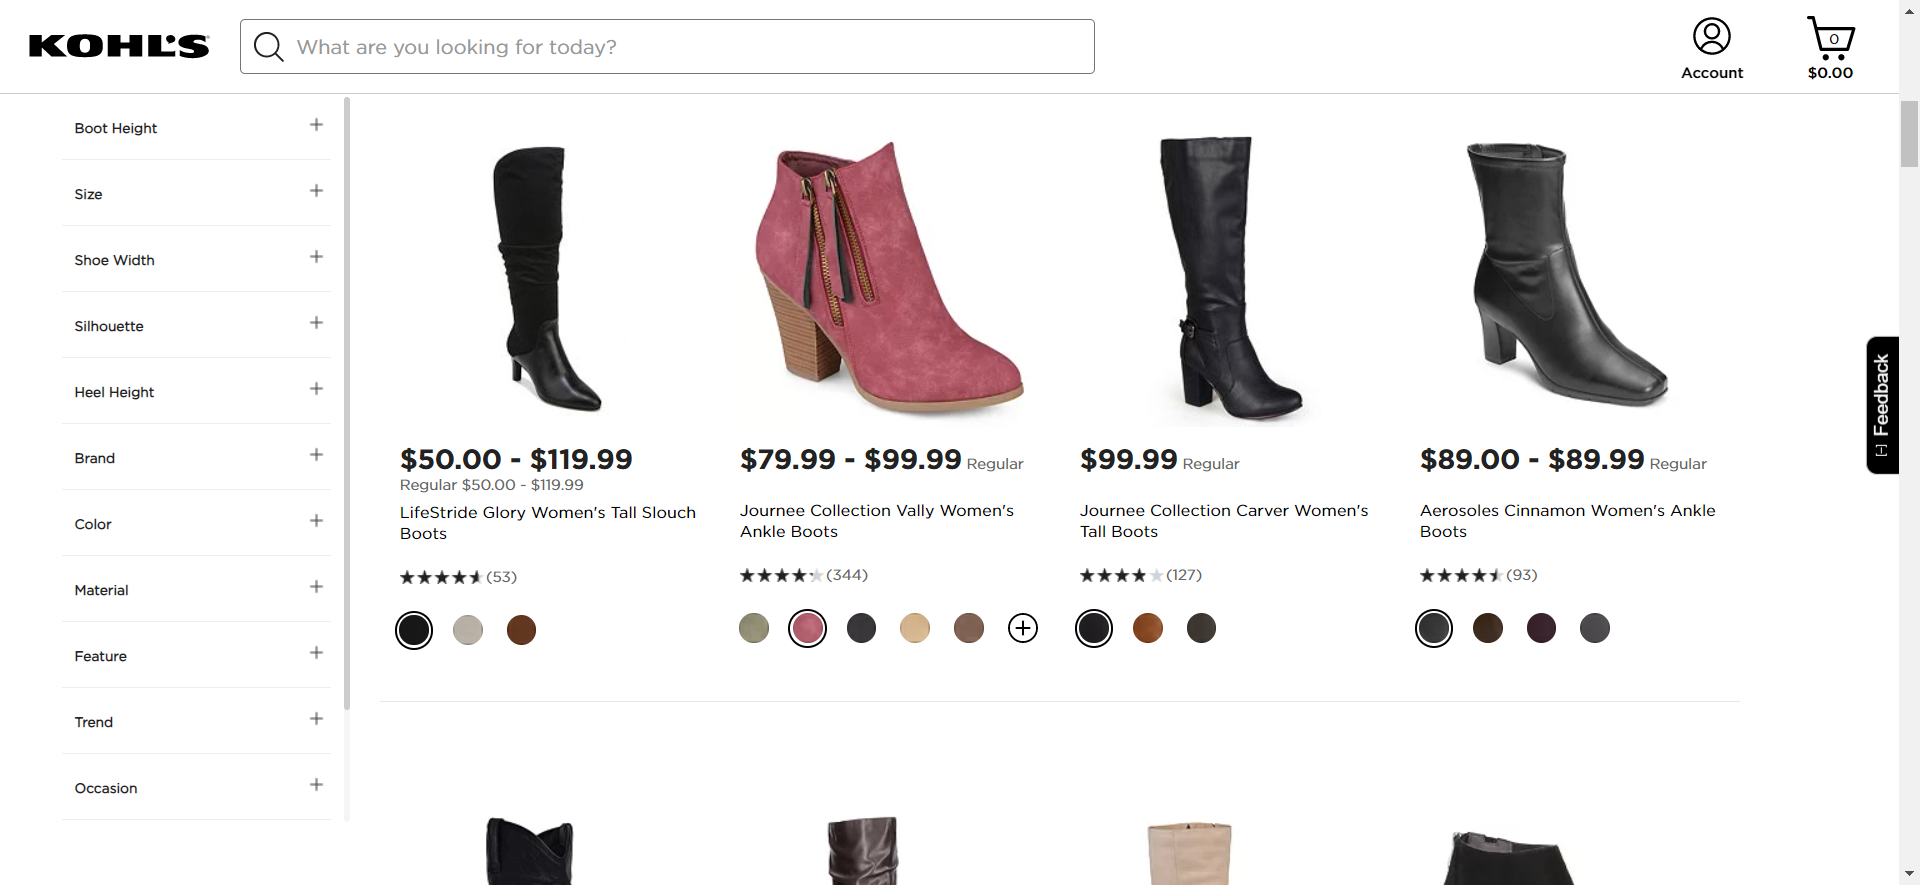 KOHL'S
What are you looking for today?
Account
0
$0.00
Boot Height
Size
Shoe Width
Silhouette
Heel Height
Brand
Color
Material
Feature
Trend
Occasion
$50.00 - $119.99
Regular $50.00 - $119.99
LifeStride Glory Women's Tall Slouch
Boots
(53)
$79.99 - $99.99 Regular
Journee Collection Vally Women's
Ankle Boots
(344)
$99.99 Regular
Journee Collection Carver Women's
Tall Boots
(127)
$89.00 - $89.99 Regular
Aerosoles Cinnamon Women's Ankle
Boots
(93)
[-] Feedback